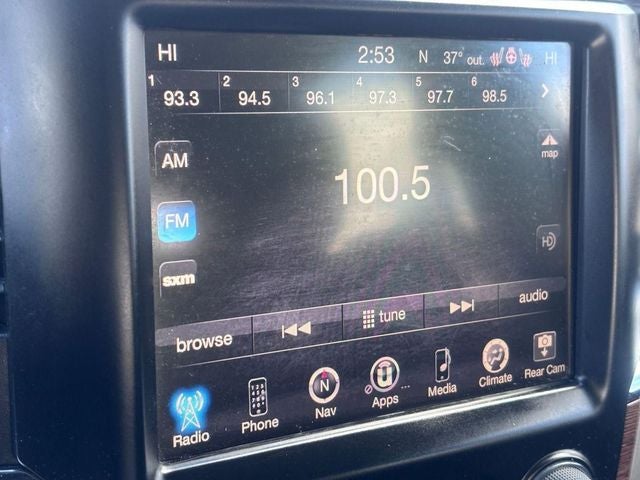 HI 2:53 N 37° out. HI
1 93.3 2 94.5 3 96.1 4 97.3 5 97.7 6 98.5
AM
map
100.5
FM
HD
sxm
browse tune audio
Radio Phone Nav Apps Media Climate Rear Cam